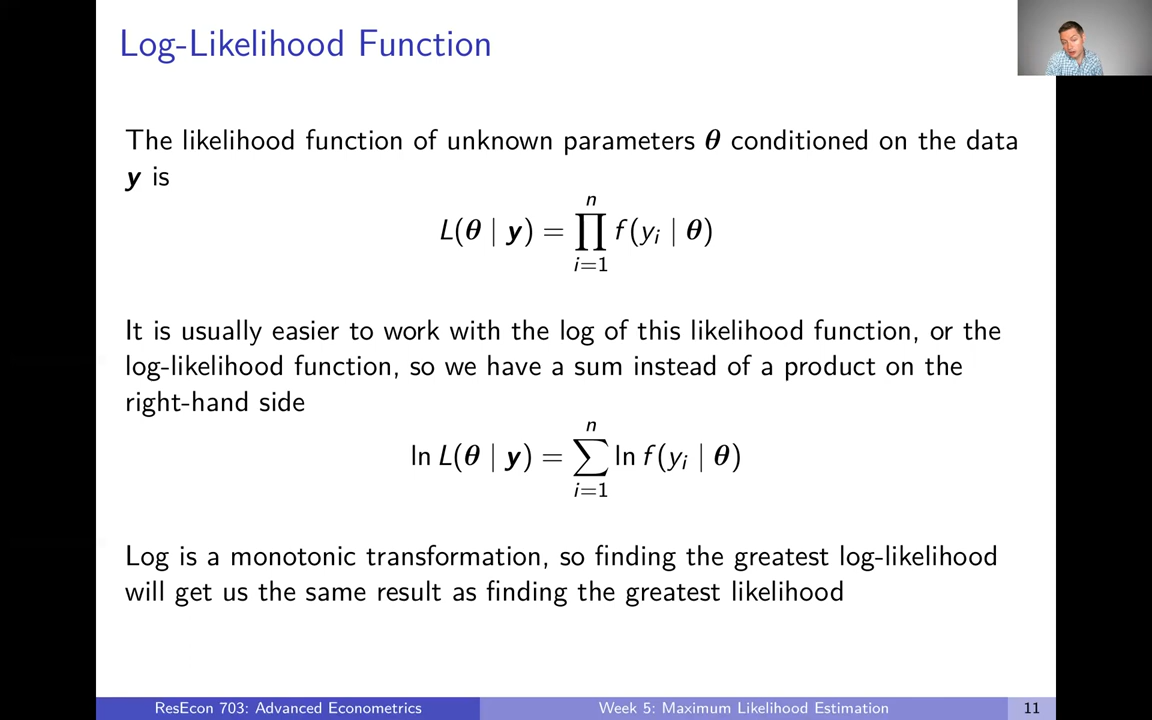 Log-Likelihood Function
The likelihood function of unknown parameters θ conditioned on the data
y is
L(θ | y) = ∏_{i=1}^{n} f(y_i | θ)
It is usually easier to work with the log of this likelihood function, or the
log-likelihood function, so we have a sum instead of a product on the
right-hand side
ln L(θ | y) = ∑_{i=1}^{n} ln f(y_i | θ)
Log is a monotonic transformation, so finding the greatest log-likelihood
will get us the same result as finding the greatest likelihood
ResEcon 703: Advanced Econometrics Week 5: Maximum Likelihood Estimation 11